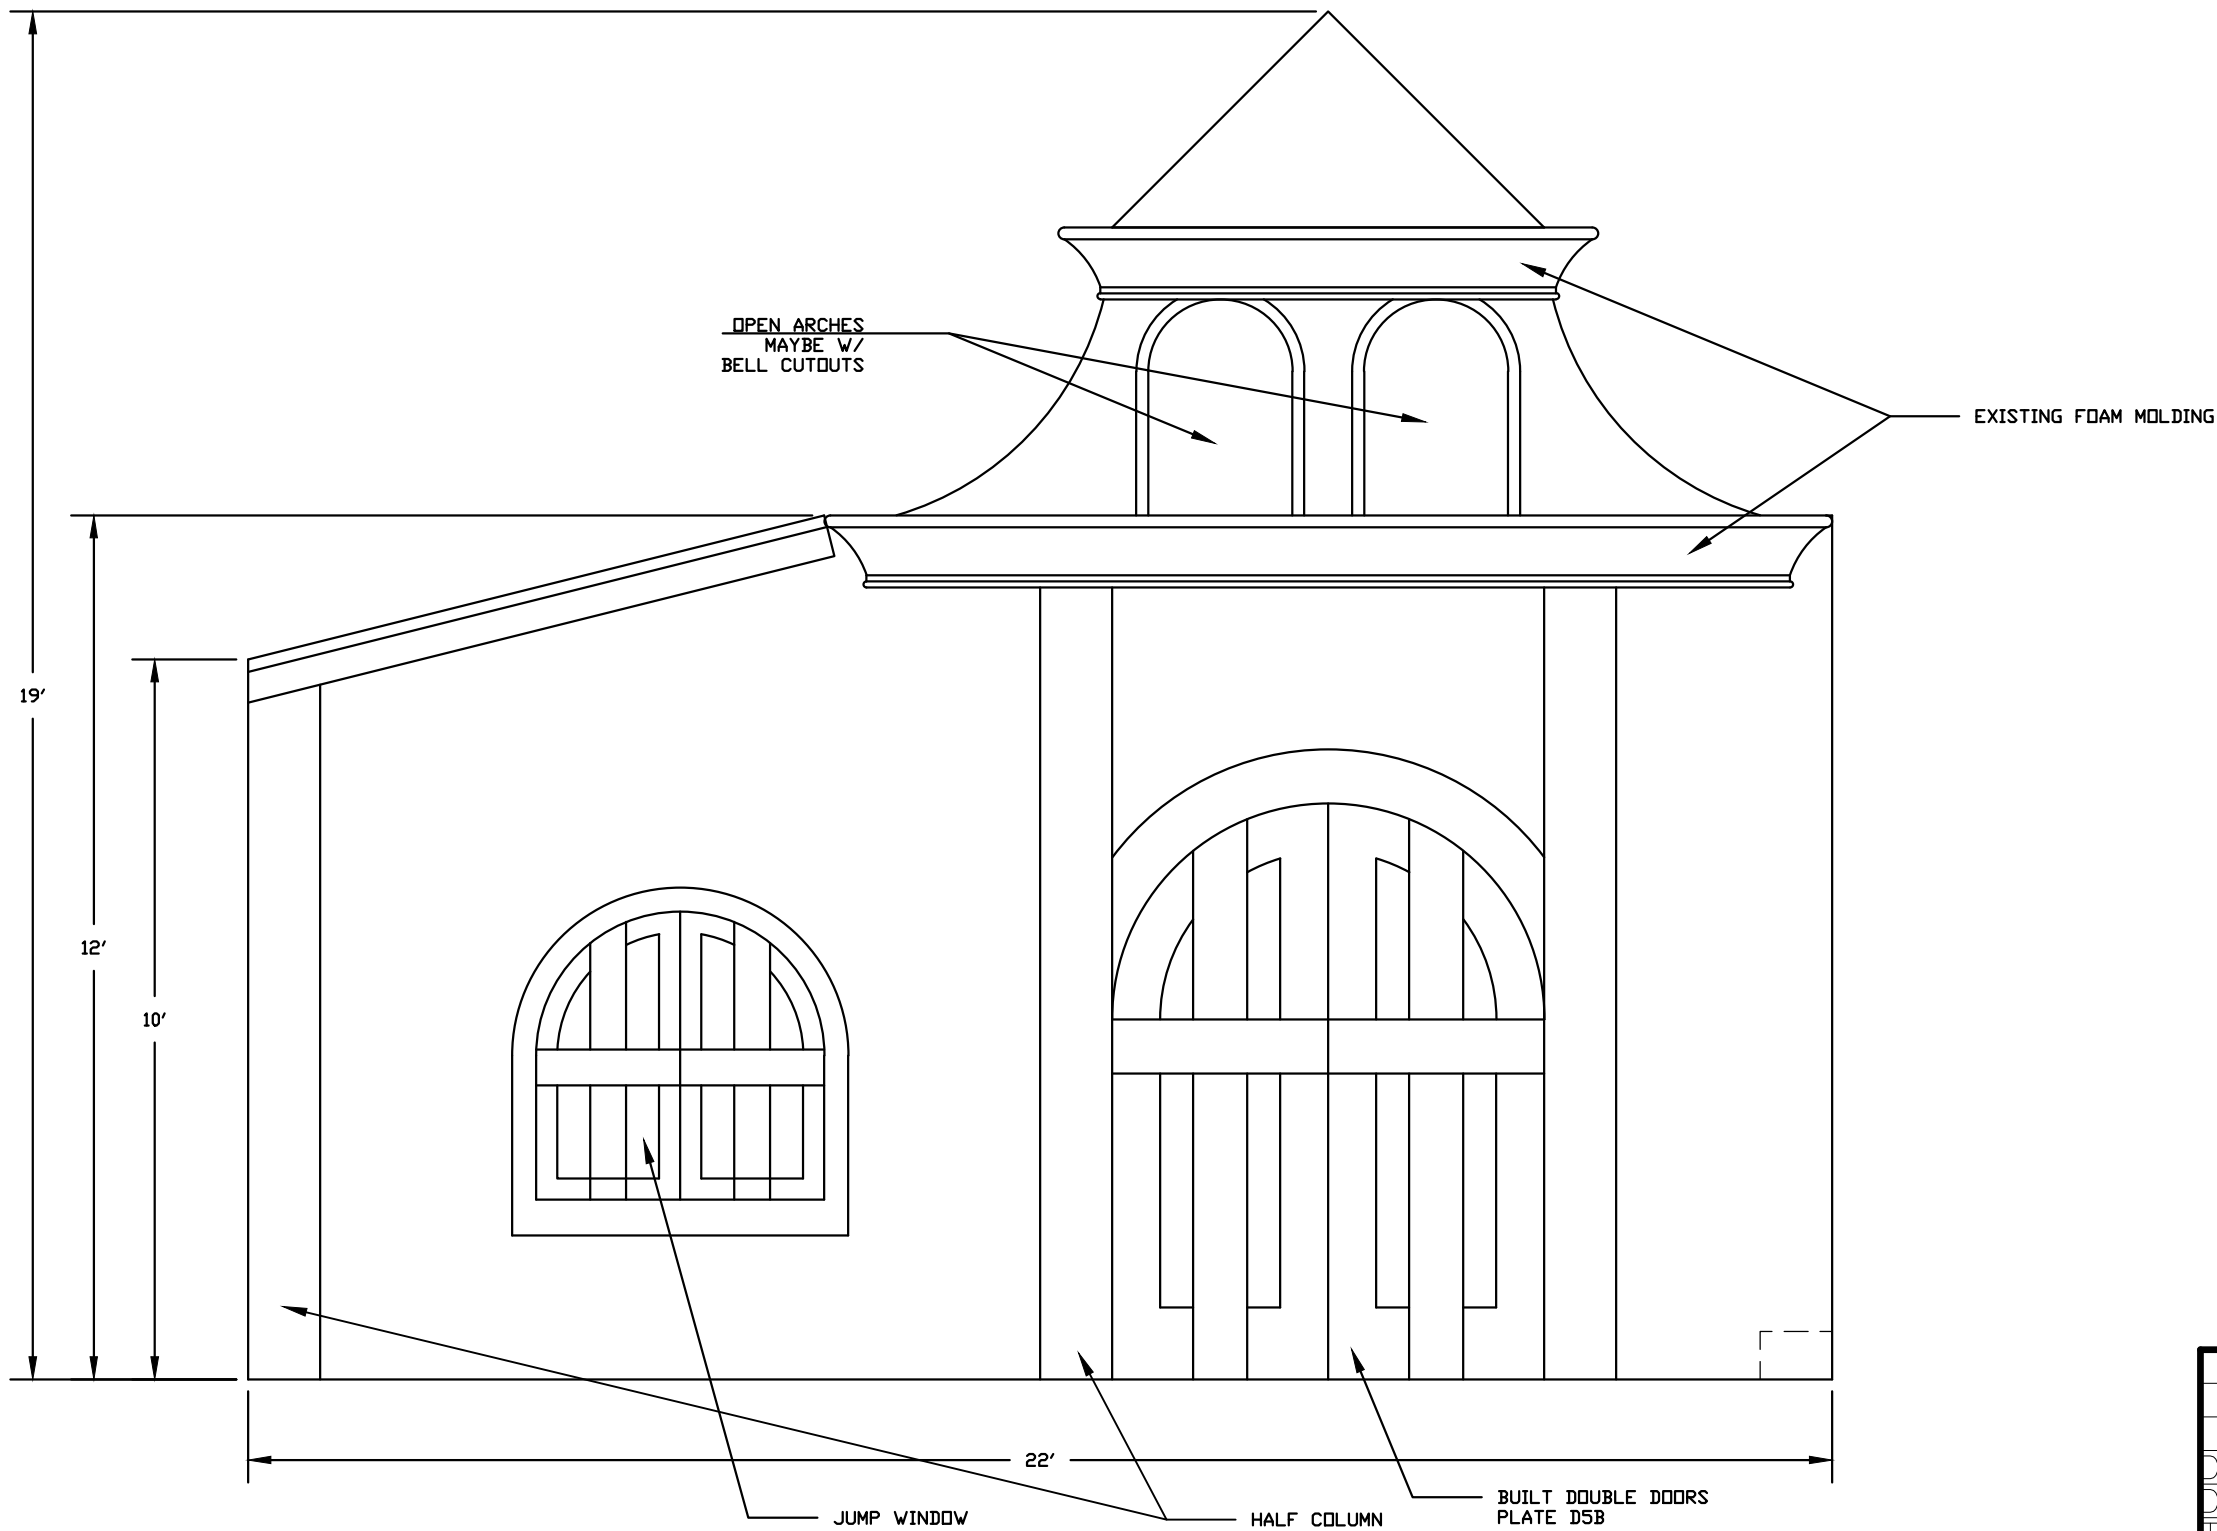 OPEN ARCHES
MAYBE W/
BELL CUTOUTS
EXISTING FOAM MOLDING
19'
12'
10'
22'
JUMP WINDOW
HALF COLUMN
BUILT DOUBLE DOORS
PLATE D5B